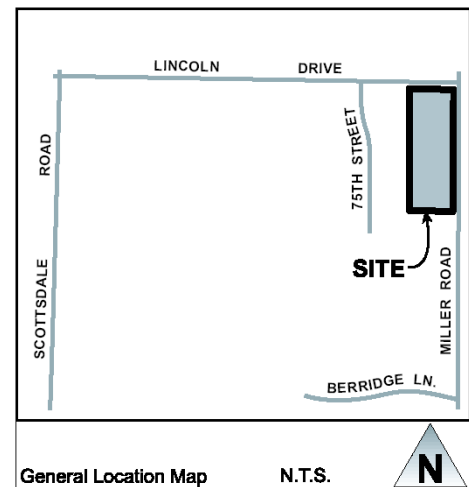 LINCOLN DRIVE
SCOTTSDALE ROAD
75TH STREET
SITE
MILLER ROAD
BERRIDGE LN.
General Location Map N.T.S.
N